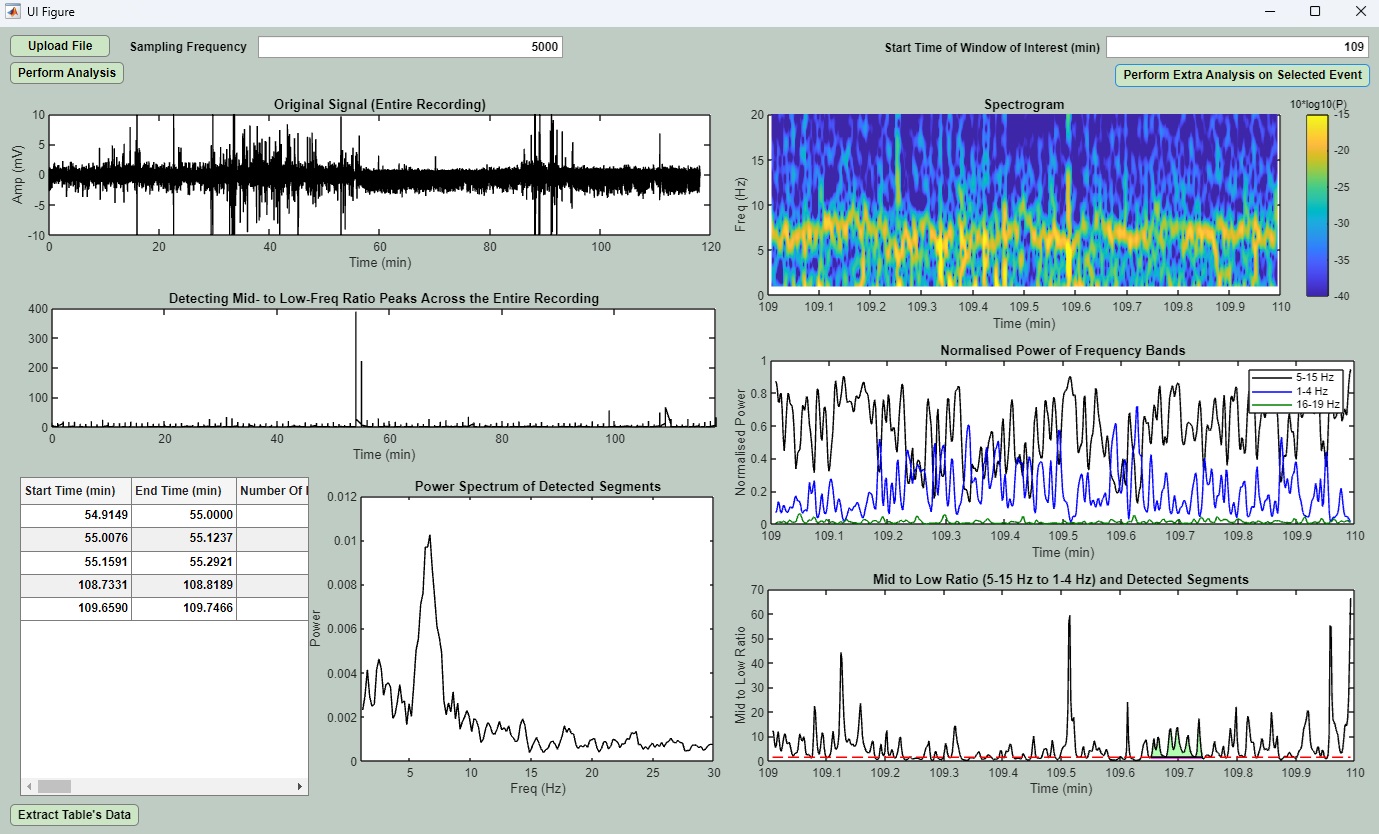 UI Figure
Upload File
Sampling Frequency
5000
Perform Analysis
Start Time of Window of Interest (min)
109
Perform Extra Analysis on Selected Event
Original Signal (Entire Recording)
Amp (mV)
10
5
0
-5
-10
0 20 40 60 80 100 120
Time (min)
Detecting Mid- to Low-Freq Ratio Peaks Across the Entire Recording
400
300
200
100
0
0 20 40 60 80 100
Time (min)
Start Time (min) End Time (min) Number Of
54.9149 55.0000
55.0076 55.1237
55.1591 55.2921
108.7331 108.8189
109.6590 109.7466
Extract Table's Data
Power Spectrum of Detected Segments
Power
0.012
0.01
0.008
0.006
0.004
0.002
0
5 10 15 20 25 30
Freq (Hz)
Spectrogram
10*log10(P)
Freq (Hz)
20
15
10
5
0
109 109.1 109.2 109.3 109.4 109.5 109.6 109.7 109.8 109.9 110
Time (min)
-15
-20
-25
-30
-35
-40
Normalised Power of Frequency Bands
Normalised Power
1
0.8
0.6
0.4
0.2
0
5-15 Hz
1-4 Hz
16-19 Hz
109 109.1 109.2 109.3 109.4 109.5 109.6 109.7 109.8 109.9 110
Time (min)
Mid to Low Ratio (5-15 Hz to 1-4 Hz) and Detected Segments
Mid to Low Ratio
70
60
50
40
30
20
10
0
109 109.1 109.2 109.3 109.4 109.5 109.6 109.7 109.8 109.9 110
Time (min)